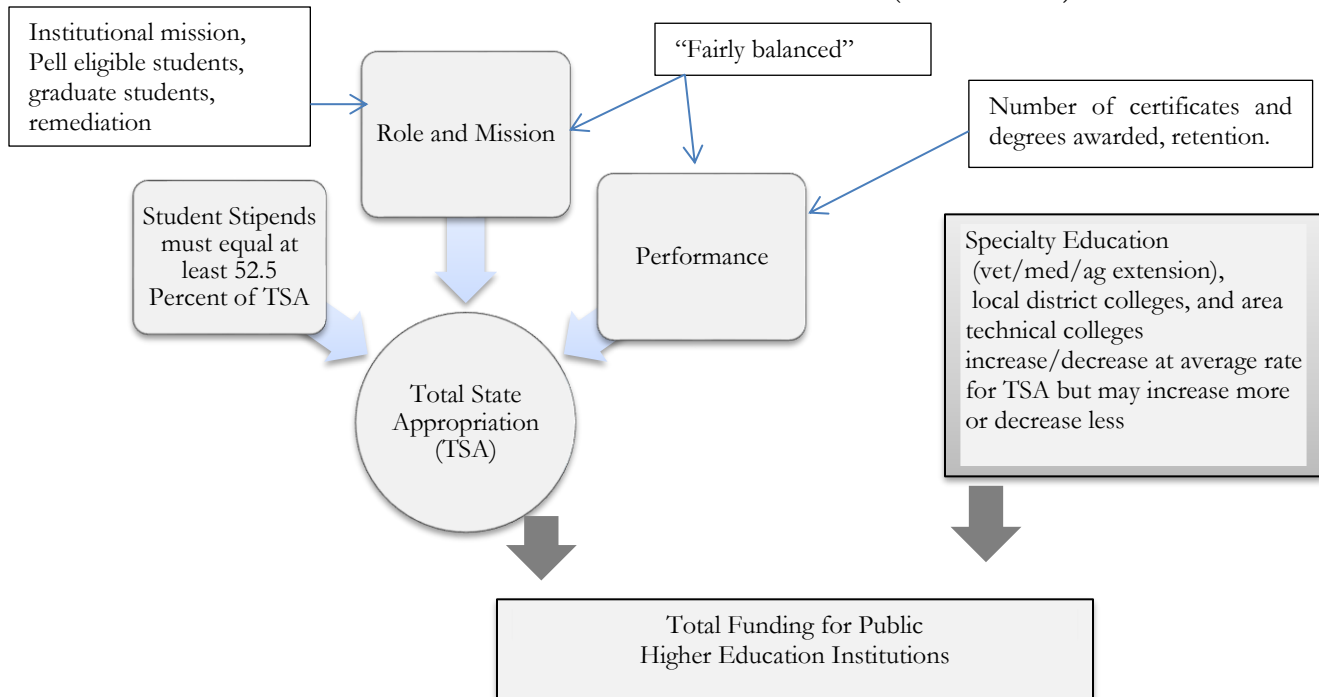 Institutional mission,
Pell eligible students,
graduate students,
remediation
“Fairly balanced”
Role and Mission
Number of certificates and
degrees awarded, retention.
Student Stipends
must equal at
least 52.5
Percent of TSA
Performance
Specialty Education
(vet/med/ag extension),
local district colleges, and area
technical colleges
increase/decrease at average rate
for TSA but may increase more
or decrease less
Total State
Appropriation
(TSA)
Total Funding for Public
Higher Education Institutions